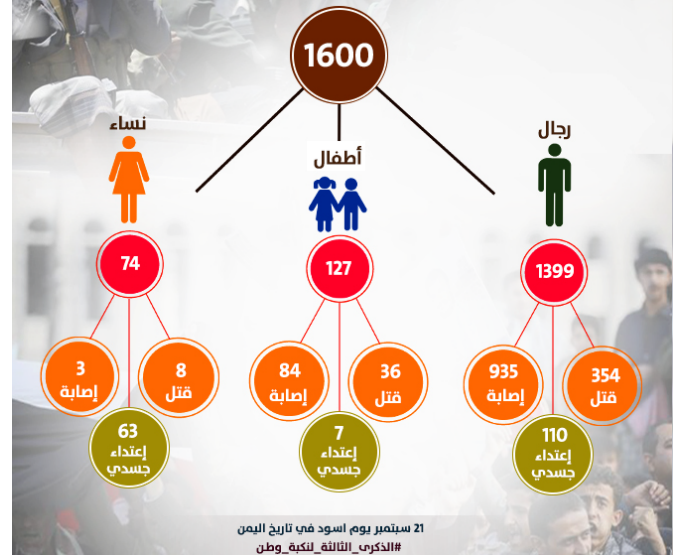 1600
رجال
1399
354
قتل
935
إصابة
110
إعتداء
جسدي
أطفال
127
36
قتل
84
إصابة
7
إعتداء
جسدي
نساء
74
8
قتل
3
إصابة
63
إعتداء
جسدي
21 سبتمبر يوم اسود في تاريخ اليمن
#الذكرى_الثالثة_لنكبة_وطن